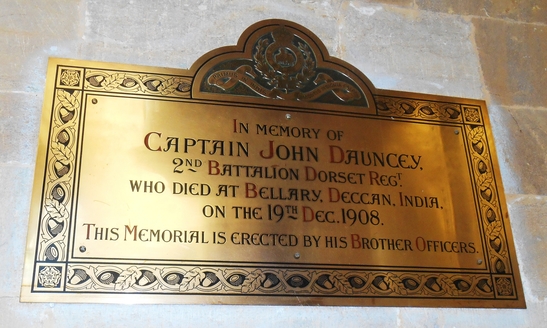 IN MEMORY OF
CAPTAIN JOHN DAUNCEY,
2ND BATTALION DORSET REGT
WHO DIED AT BELLARY, DECCAN, INDIA,
ON THE 19TH DEC. 1908.
THIS MEMORIAL IS ERECTED BY HIS BROTHER OFFICERS.